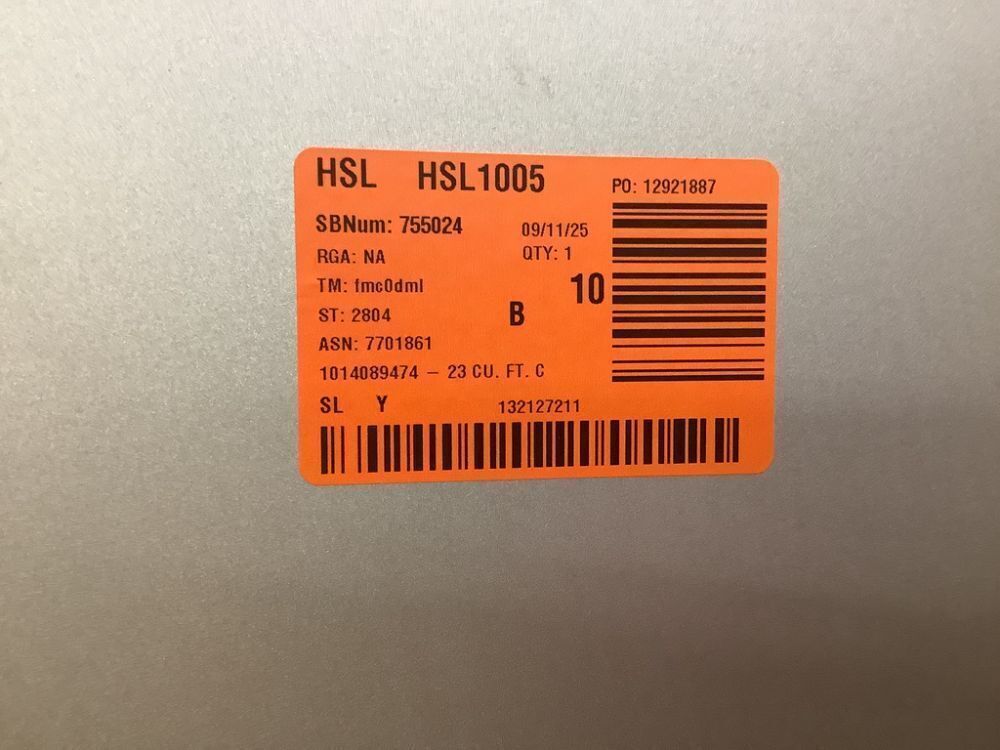 HSL HSL1005
PO: 12921887
SBNum: 755024
09/11/25
RGA: NA
QTY: 1
TM: fmc0dml
10
ST: 2804
B
ASN: 7701861
1014089474 – 23 CU. FT. C
SL Y
132127211